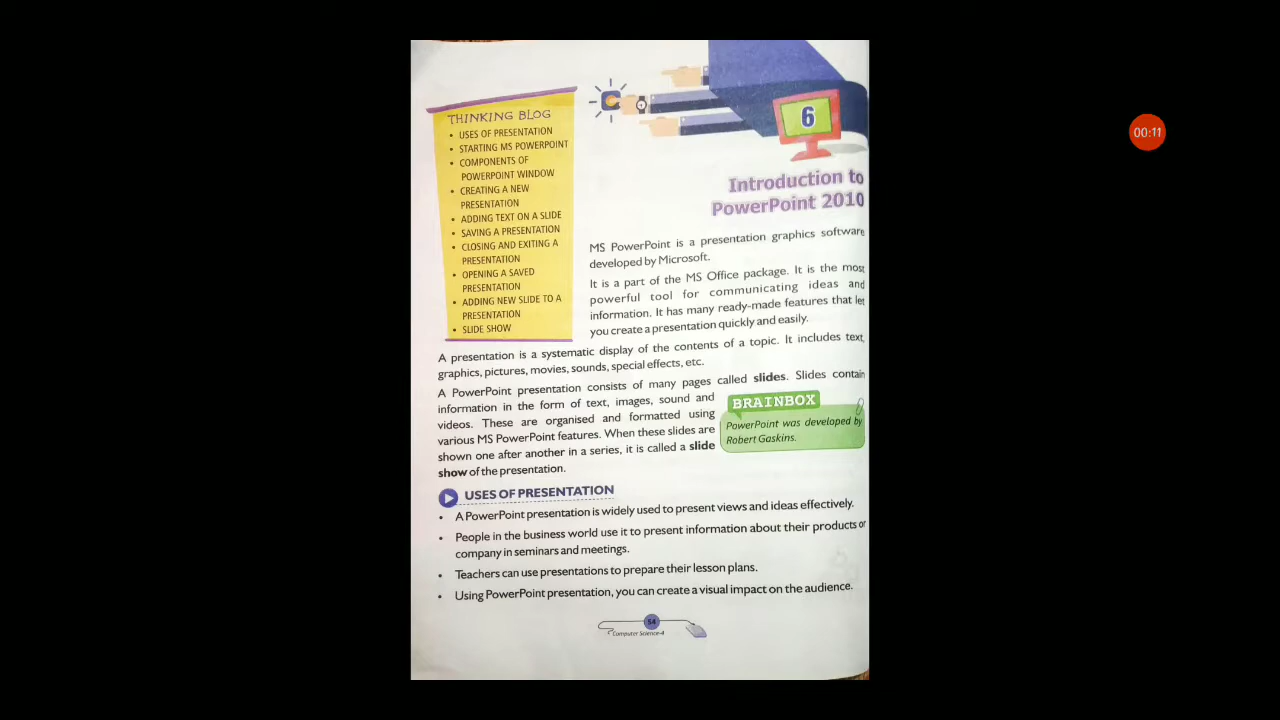 00:11
6
THINKING BLOG
• USES OF PRESENTATION
• STARTING MS POWERPOINT
• COMPONENTS OF
POWERPOINT WINDOW
• CREATING A NEW
PRESENTATION
• ADDING TEXT ON A SLIDE
• SAVING A PRESENTATION
• CLOSING AND EXITING A
PRESENTATION
• OPENING A SAVED
PRESENTATION
• ADDING NEW SLIDE TO A
PRESENTATION
• SLIDE SHOW
Introduction to
PowerPoint 2010
MS PowerPoint is a presentation graphics software
developed by Microsoft.
It is a part of the MS Office package. It is the most
powerful tool for communicating ideas and
information. It has many ready-made features that let
you create a presentation quickly and easily.
A presentation is a systematic display of the contents of a topic. It includes text,
graphics, pictures, movies, sounds, special effects, etc.
A PowerPoint presentation consists of many pages called slides. Slides contain
information in the form of text, images, sound and
videos. These are organised and formatted using
various MS PowerPoint features. When these slides are
shown one after another in a series, it is called a slide
show of the presentation.
BRAINBOX
PowerPoint was developed by
Robert Gaskins.
USES OF PRESENTATION
• A PowerPoint presentation is widely used to present views and ideas effectively.
• People in the business world use it to present information about their products or
company in seminars and meetings.
• Teachers can use presentations to prepare their lesson plans.
• Using PowerPoint presentation, you can create a visual impact on the audience.
54
Computer Science-4